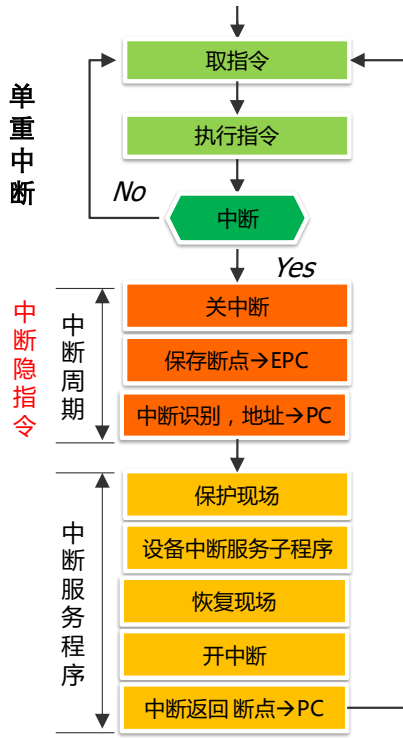 单重中断
取指令
执行指令
No
中断
Yes
中断隐指令
中断周期
关中断
保存断点→EPC
中断识别，地址→PC
中断服务程序
保护现场
设备中断服务子程序
恢复现场
开中断
中断返回 断点→PC